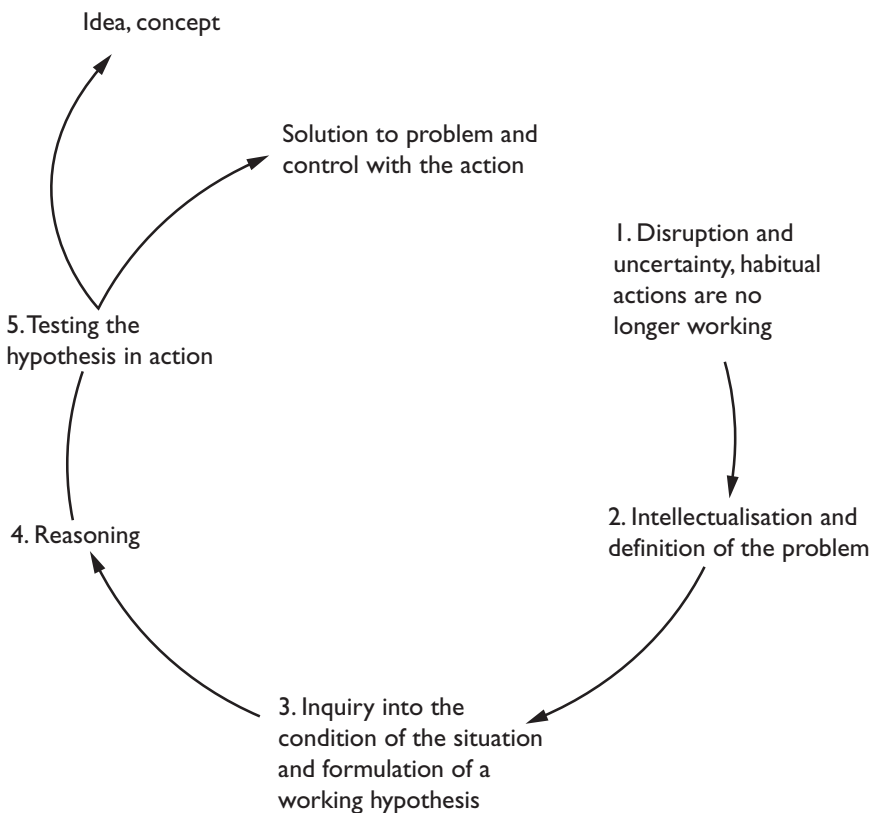 Idea, concept
Solution to problem and
control with the action
1. Disruption and
uncertainty, habitual
actions are no
longer working
2. Intellectualisation and
definition of the problem
3. Inquiry into the
condition of the situation
and formulation of a
working hypothesis
4. Reasoning
5. Testing the
hypothesis in action